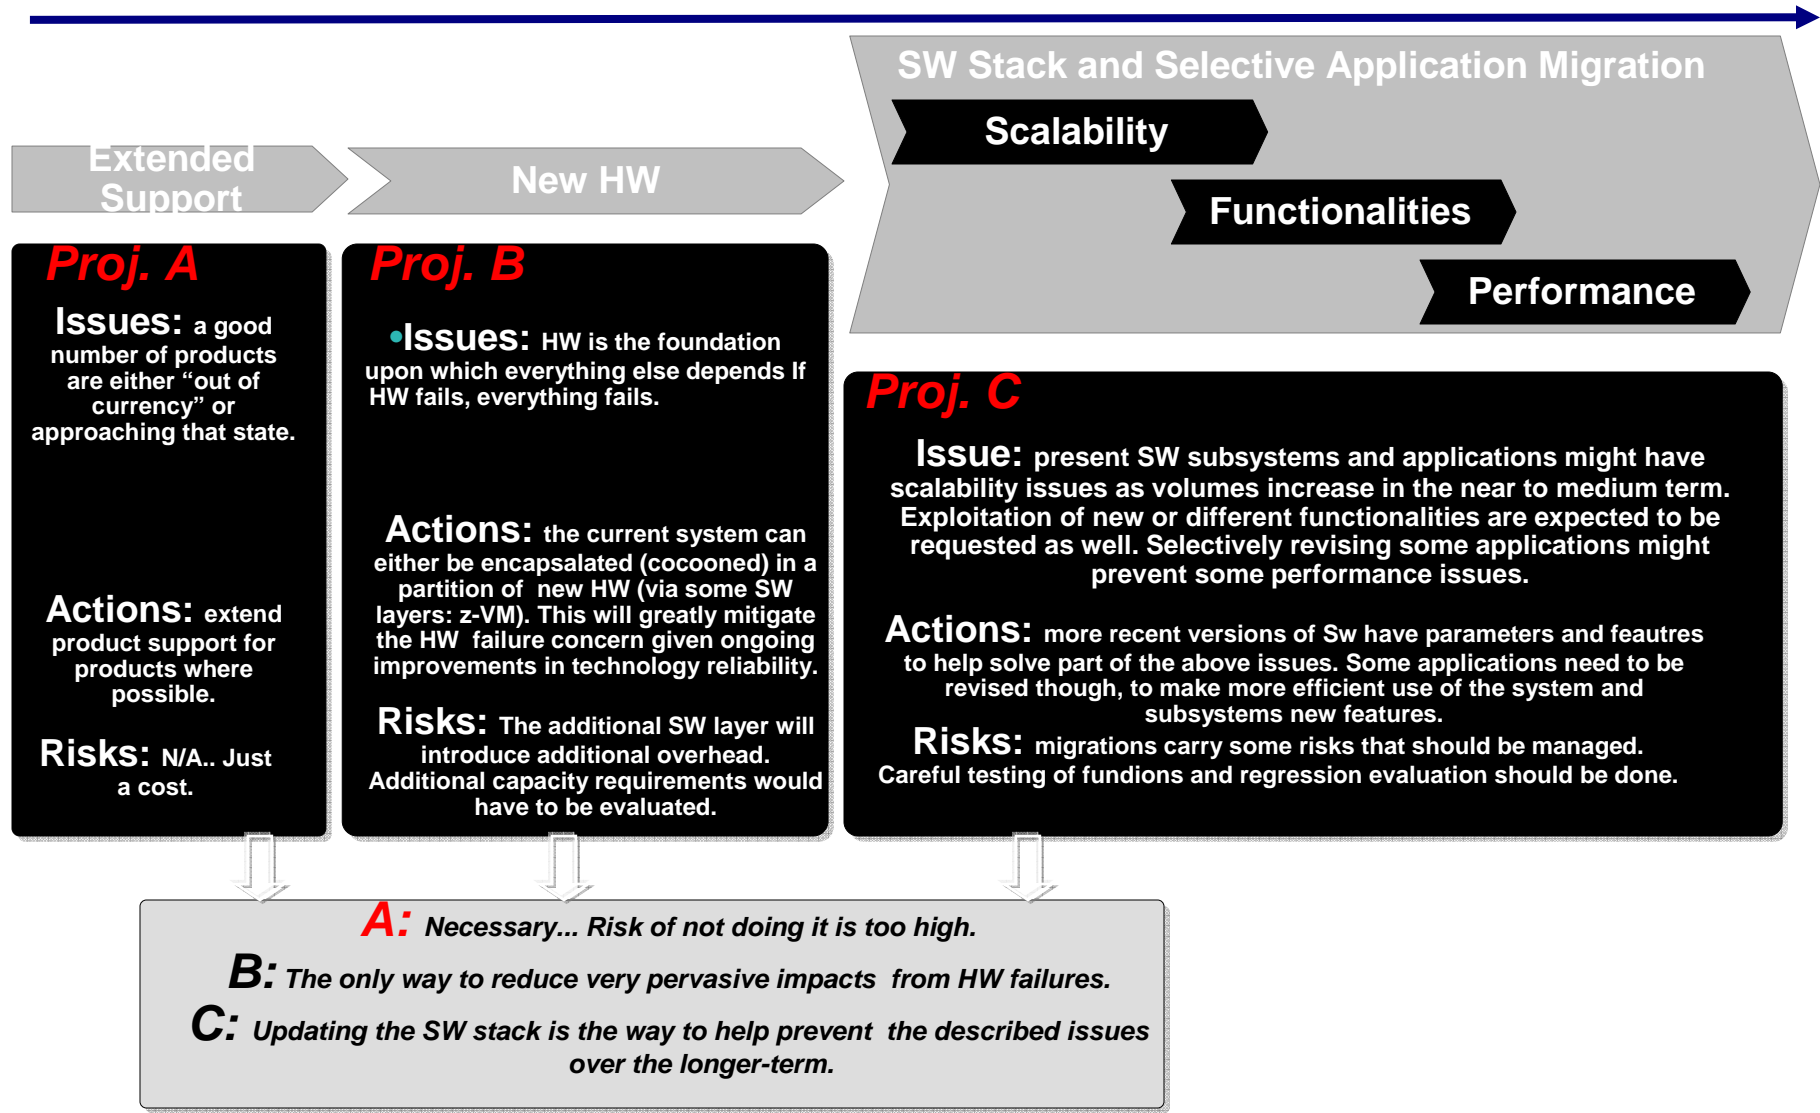 SW Stack and Selective Application Migration
Scalability
Functionalities
Performance
Extended
Support
New HW
Proj. A
Issues: a good
number of products
are either “out of
currency” or
approaching that state.
Actions: extend
product support for
products where
possible.
Risks: N/A.. Just
a cost.
Proj. B
•Issues: HW is the foundation
upon which everything else depends If
HW fails, everything fails.
Actions: the current system can
either be encapsalated (cocooned) in a
partition of new HW (via some SW
layers: z-VM). This will greatly mitigate
the HW failure concern given ongoing
improvements in technology reliability.
Risks: The additional SW layer will
introduce additional overhead.
Additional capacity requirements would
have to be evaluated.
Proj. C
Issue: present SW subsystems and applications might have
scalability issues as volumes increase in the near to medium term.
Exploitation of new or different functionalities are expected to be
requested as well. Selectively revising some applications might
prevent some performance issues.
Actions: more recent versions of Sw have parameters and feautres
to help solve part of the above issues. Some applications need to be
revised though, to make more efficient use of the system and
subsystems new features.
Risks: migrations carry some risks that should be managed.
Careful testing of fundions and regression evaluation should be done.
A: Necessary... Risk of not doing it is too high.
B: The only way to reduce very pervasive impacts from HW failures.
C: Updating the SW stack is the way to help prevent the described issues
over the longer-term.